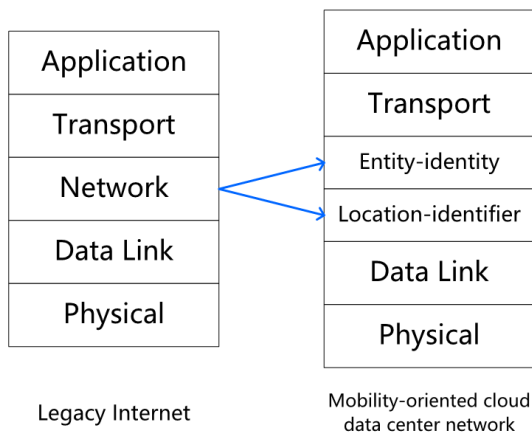 Application
Transport
Network
Data Link
Physical
Legacy Internet
Application
Transport
Entity-identity
Location-identifier
Data Link
Physical
Mobility-oriented cloud
data center network